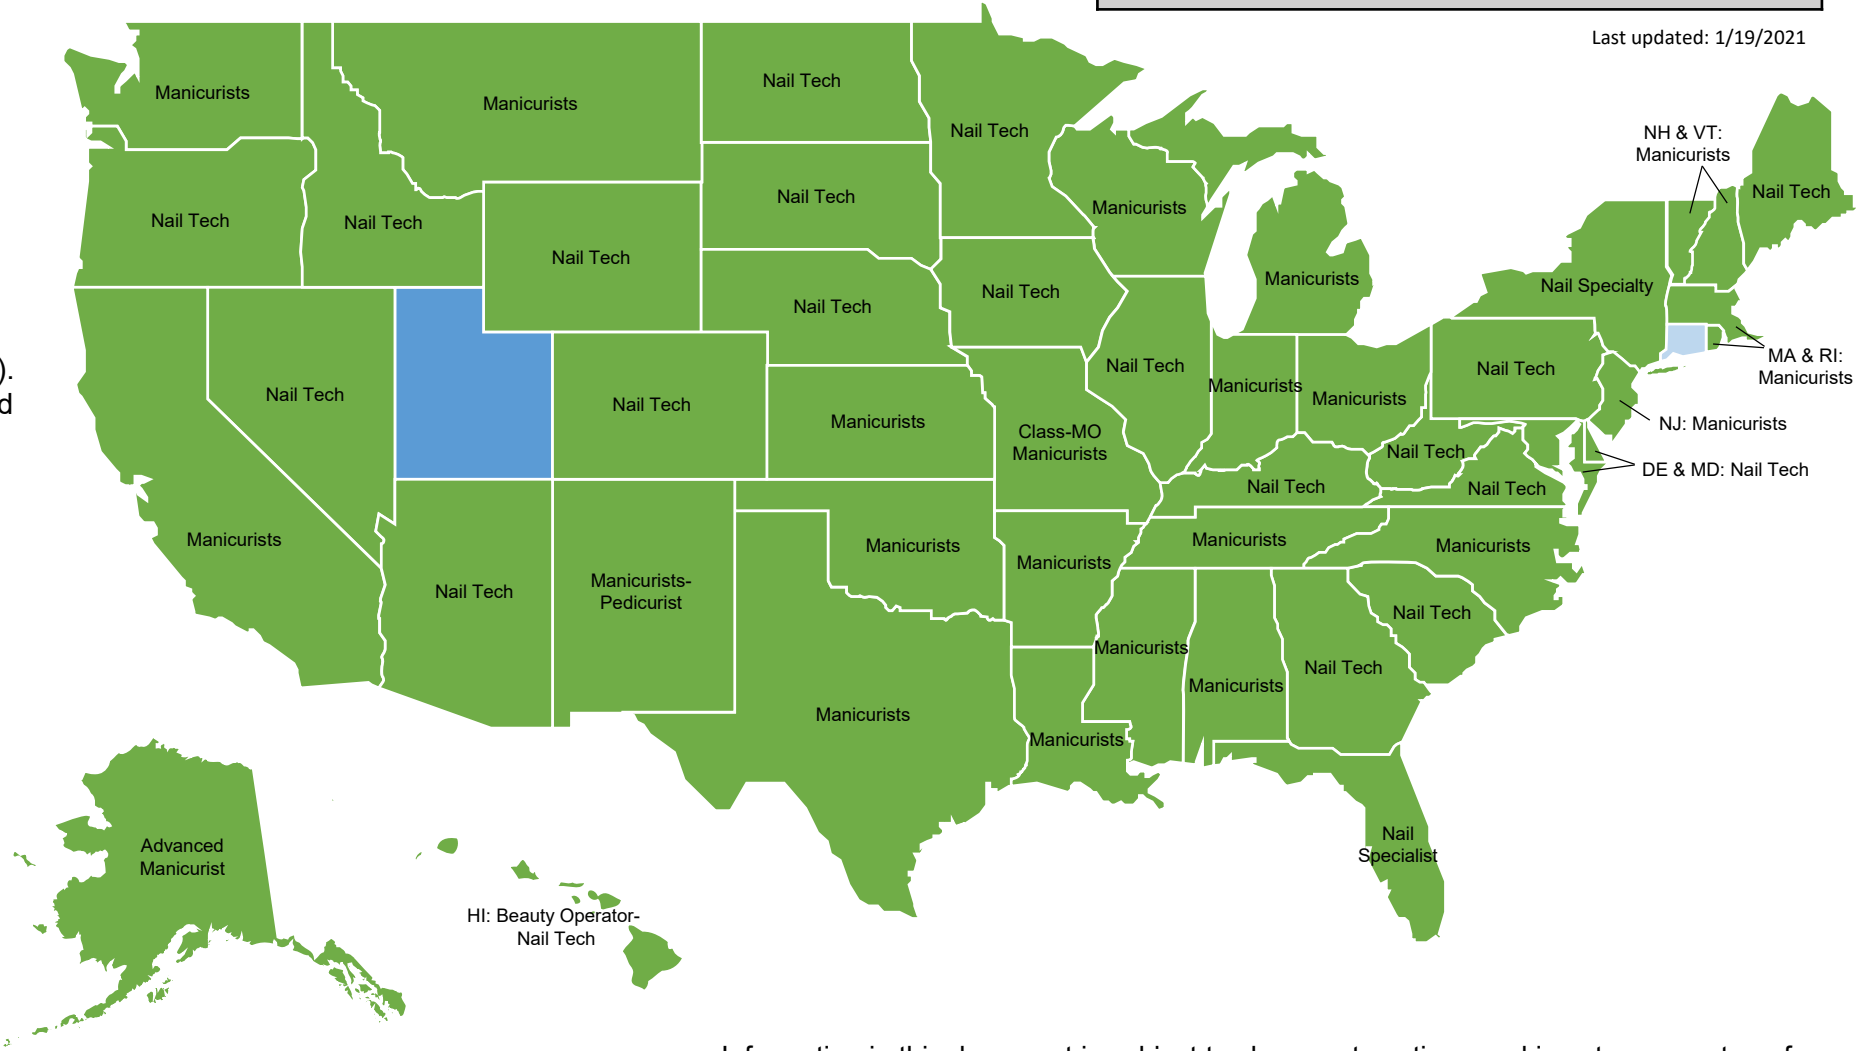 Last updated: 1/19/2021
Manicurists
Manicurists
Nail Tech
Nail Tech
NH & VT:
Manicurists
Nail Tech
Nail Tech
Nail Tech
Nail Tech
Manicurists
Nail Tech
Nail Tech
Nail Tech
Nail Tech
Manicurists
Nail Specialty
).
d
Nail Tech
Nail Tech
Manicurists
Nail Tech
Manicurists
Manicurists
Nail Tech
MA & RI:
Manicurists
Class-MO
Manicurists
Nail Tech
NJ: Manicurists
DE & MD: Nail Tech
Nail Tech
Nail Tech
Manicurists
Nail Tech
Manicurists-
Pedicurist
Manicurists
Manicurists
Manicurists
Manicurists
Nail Tech
Manicurists
Manicurists
Manicurists
Nail Tech
Manicurists
Nail
Specialist
Advanced
Manicurist
HI: Beauty Operator-
Nail Tech